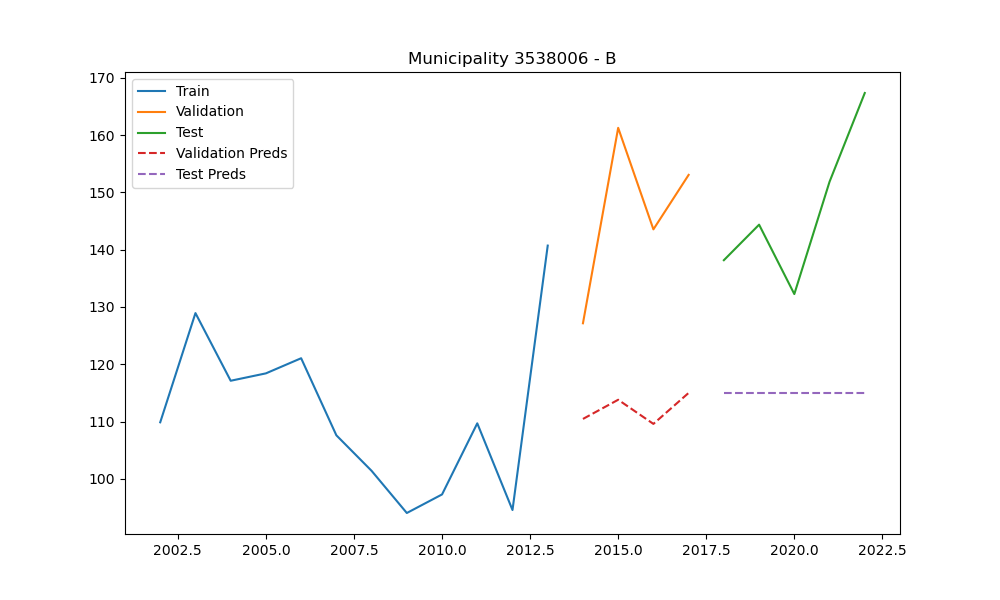 Municipality 3538006 - B
170
160
150
140
130
120
110
100
Train
Validation
Test
Validation Preds
Test Preds
2002.5 2005.0 2007.5 2010.0 2012.5 2015.0 2017.5 2020.0 2022.5